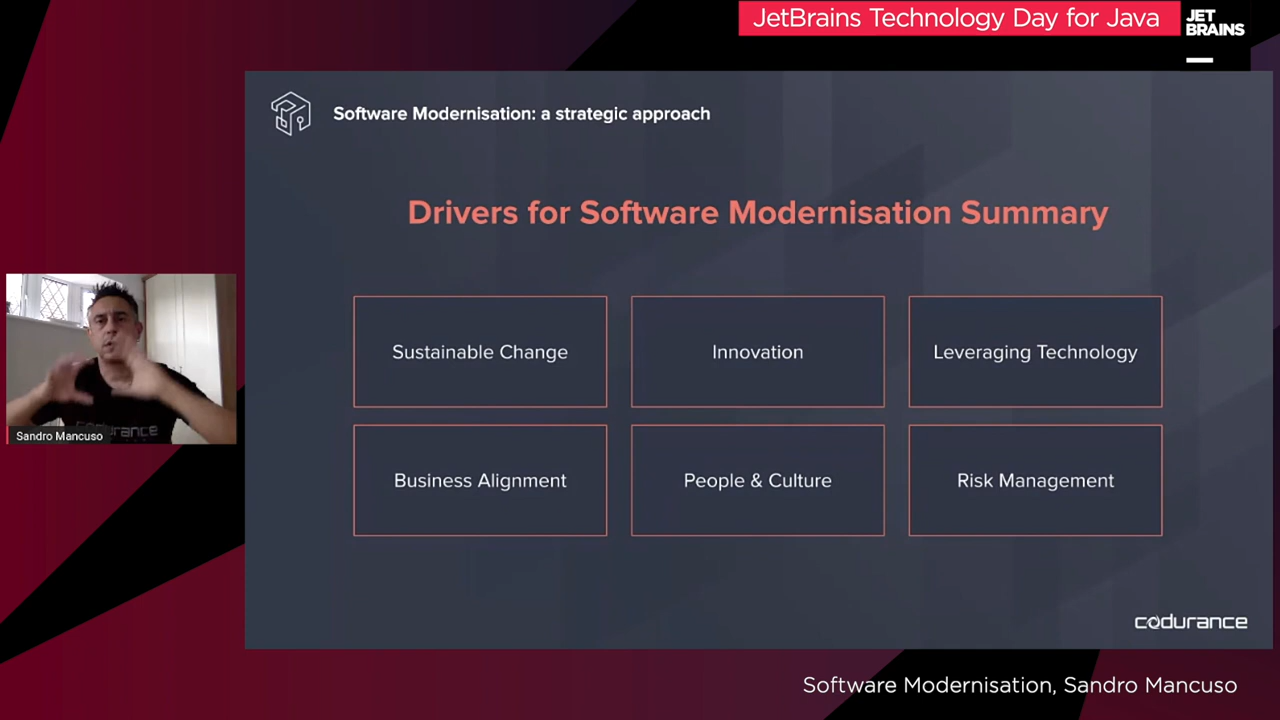 JetBrains Technology Day for Java
JET
BRAINS
Software Modernisation: a strategic approach
Drivers for Software Modernisation Summary
Sustainable Change
Innovation
Leveraging Technology
Business Alignment
People & Culture
Risk Management
codurance
Sandro Mancuso
codurance
Software Modernisation, Sandro Mancuso